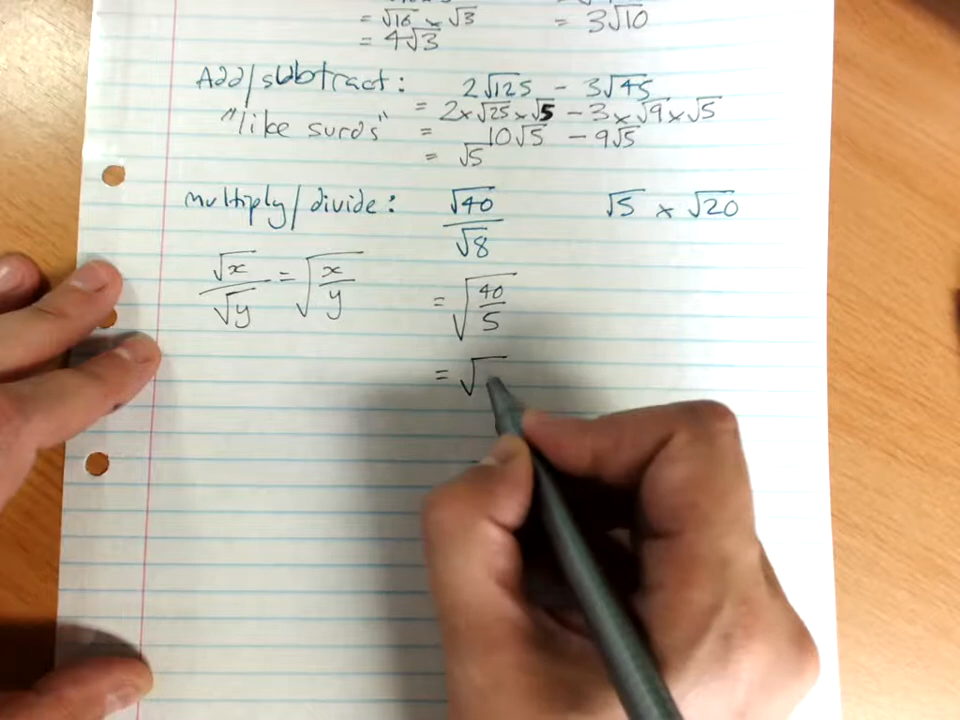 = √16 × √3 = 3√10
= 4√3
Add/subtract: 2√125 - 3√45
= 2×√25×√5 - 3×√9×√5
"like surds" = 10√5 - 9√5
= √5
multiply/divide: √40/√8 √5 × √20
√x/√y = √(x/y) = √(40/5)
= √